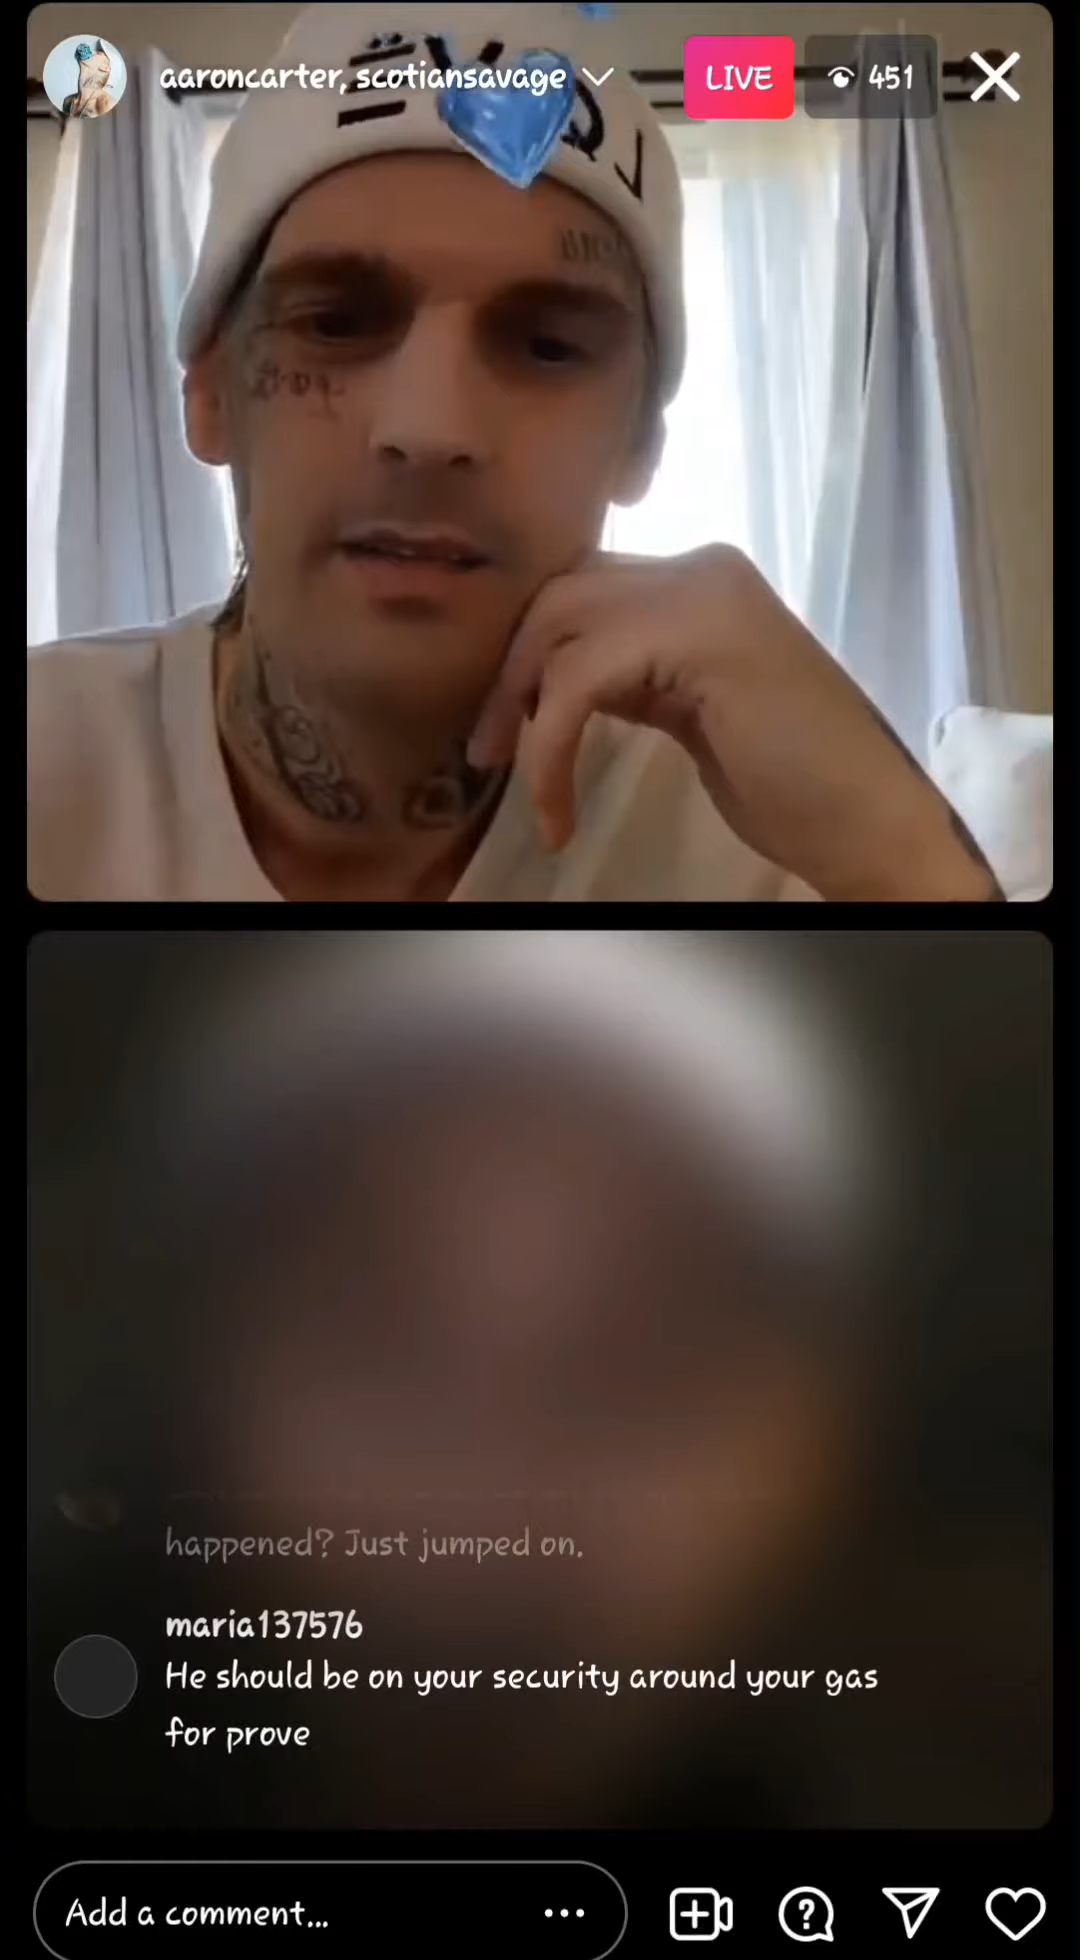 aaroncarter, scotiansavage
LIVE
451
happened? Just jumped on.
maria137576
He should be on your security around your gas
for prove
Add a comment...